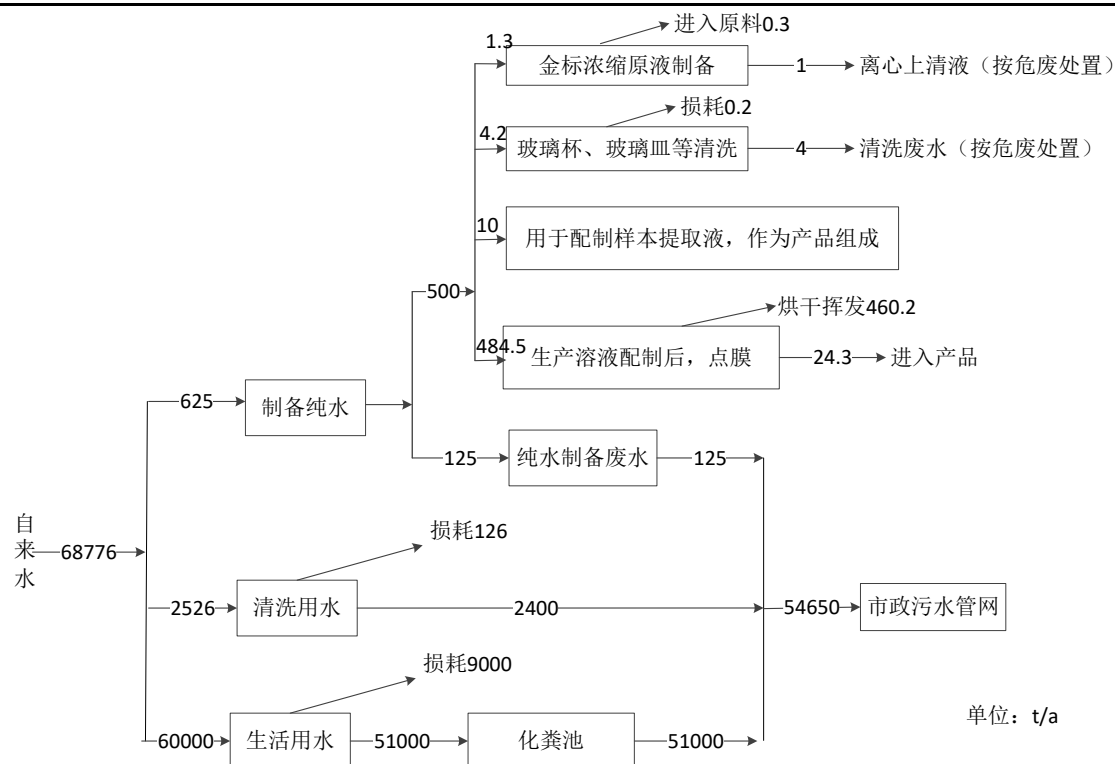 进入原料0.3
1.3
金标浓缩原液制备
1
离心上清液（按危废处置）
损耗0.2
4.2
玻璃杯、玻璃皿等清洗
4
清洗废水（按危废处置）
10
用于配制样本提取液，作为产品组成
500
烘干挥发460.2
484.5
生产溶液配制后，点膜
24.3
进入产品
625
制备纯水
125
纯水制备废水
125
自来水
68776
损耗126
2526
清洗用水
2400
54650
市政污水管网
损耗9000
60000
生活用水
51000
化粪池
51000
单位：t/a